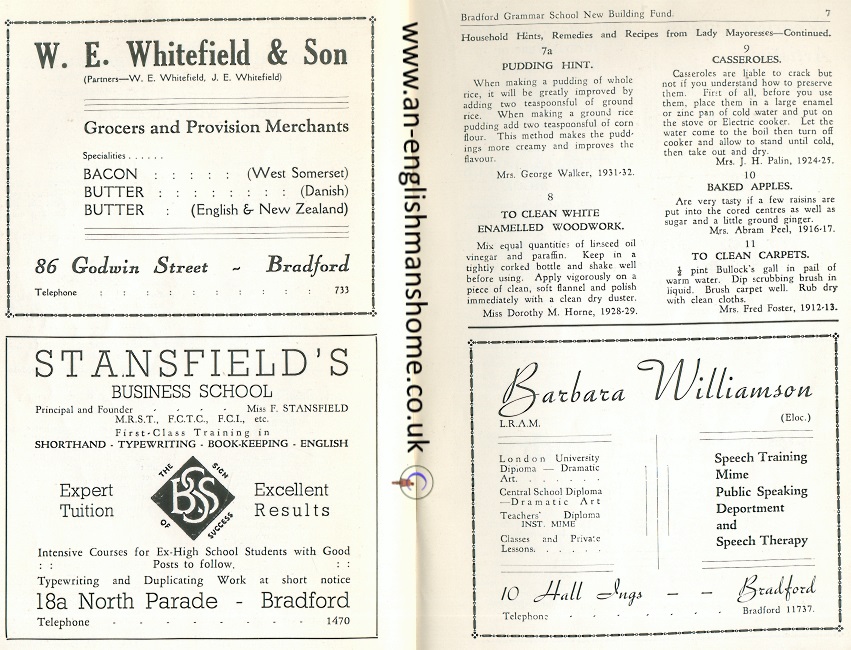 W. E. Whitefield & Son
(Partners—W. E. Whitefield, J. E. Whitefield)
Grocers and Provision Merchants
Specialities . . . . . .
BACON : : : : : (West Somerset)
BUTTER : : : : : : : : (Danish)
BUTTER : (English & New Zealand)
86 Godwin Street ~ Bradford
Telephone : : : : : : : : : : 733
STANSFIELD'S
BUSINESS SCHOOL
Principal and Founder - - - - Miss F. STANSFIELD
M.R.S.T., F.C.T.C., F.C.I., etc.
First-Class Training in
SHORTHAND - TYPEWRITING - BOOK-KEEPING - ENGLISH
Expert
Tuition
THE SIGN
BSS
OF SUCCESS
Excellent
Results
Intensive Courses for Ex-High School Students with Good
: : Posts to follow, : :
Typewriting and Duplicating Work at short notice
18a North Parade - Bradford
Telephone - - - - - - 1470
www.an-englishmanshome.co.uk
Bradford Grammar School New Building Fund. 7
Household Hints, Remedies and Recipes from Lady Mayoresses—Continued.
7a
PUDDING HINT.
When making a pudding of whole
rice, it will be greatly improved by
adding two teaspoonsful of ground
rice. When making a ground rice
pudding add two teaspoonsful of corn
flour. This method makes the pudd-
ings more creamy and improves the
flavour.
Mrs. George Walker, 1931-32.
8
TO CLEAN WHITE
ENAMELLED WOODWORK.
Mix equal quantities of linseed oil
vinegar and paraffin. Keep in a
tightly corked bottle and shake well
before using. Apply vigorously on a
piece of clean, soft flannel and polish
immediately with a clean dry duster.
Miss Dorothy M. Horne, 1928-29.
9
CASSEROLES.
Casseroles are liable to crack but
not if you understand how to preserve
them. First of all, before you use
them, place them in a large enamel
or zinc pan of cold water and put on
the stove or Electric cooker. Let the
water come to the boil then turn off
cooker and allow to stand until cold,
then take out and dry.
Mrs. J. H. Palin, 1924-25.
10
BAKED APPLES.
Are very tasty if a few raisins are
put into the cored centres as well as
sugar and a little ground ginger.
Mrs. Abram Peel, 1916-17.
11
TO CLEAN CARPETS.
½ pint Bullock's gall in pail of
warm water. Dip scrubbing brush in
liquid. Brush carpet well. Rub dry
with clean cloths.
Mrs. Fred Foster, 1912-13.
Barbara Williamson
L.R.A.M. (Eloc.)
London University
Diploma — Dramatic
Art. . . . . . .
Central School Diploma
—Dramatic Art
Teachers' Diploma
INST. MIME
Classes and Private
Lessons. . . . . .
Speech Training
Mime
Public Speaking
Deportment
and
Speech Therapy
10 Hall Ings — — Bradford
Telephone . . . . . . . Bradford 11737.